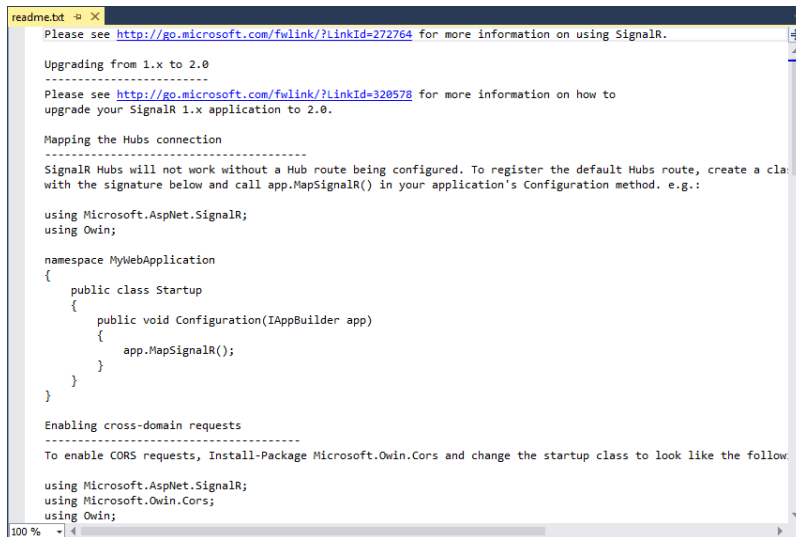 readme.txt
Please see http://go.microsoft.com/fwlink/?LinkId=272764 for more information on using SignalR.
Upgrading from 1.x to 2.0
-------------------------
Please see http://go.microsoft.com/fwlink/?LinkId=320578 for more information on how to
upgrade your SignalR 1.x application to 2.0.
Mapping the Hubs connection
----------------------------------------
SignalR Hubs will not work without a Hub route being configured. To register the default Hubs route, create a
with the signature below and call app.MapSignalR() in your application's Configuration method. e.g.:
using Microsoft.AspNet.SignalR;
using Owin;
namespace MyWebApplication
{
    public class Startup
    {
        public void Configuration(IAppBuilder app)
        {
            app.MapSignalR();
        }
    }
}
Enabling cross-domain requests
---------------------------------------
To enable CORS requests, Install-Package Microsoft.Owin.Cors and change the startup class to look like the
using Microsoft.AspNet.SignalR;
using Microsoft.Owin.Cors;
using Owin;
100 %